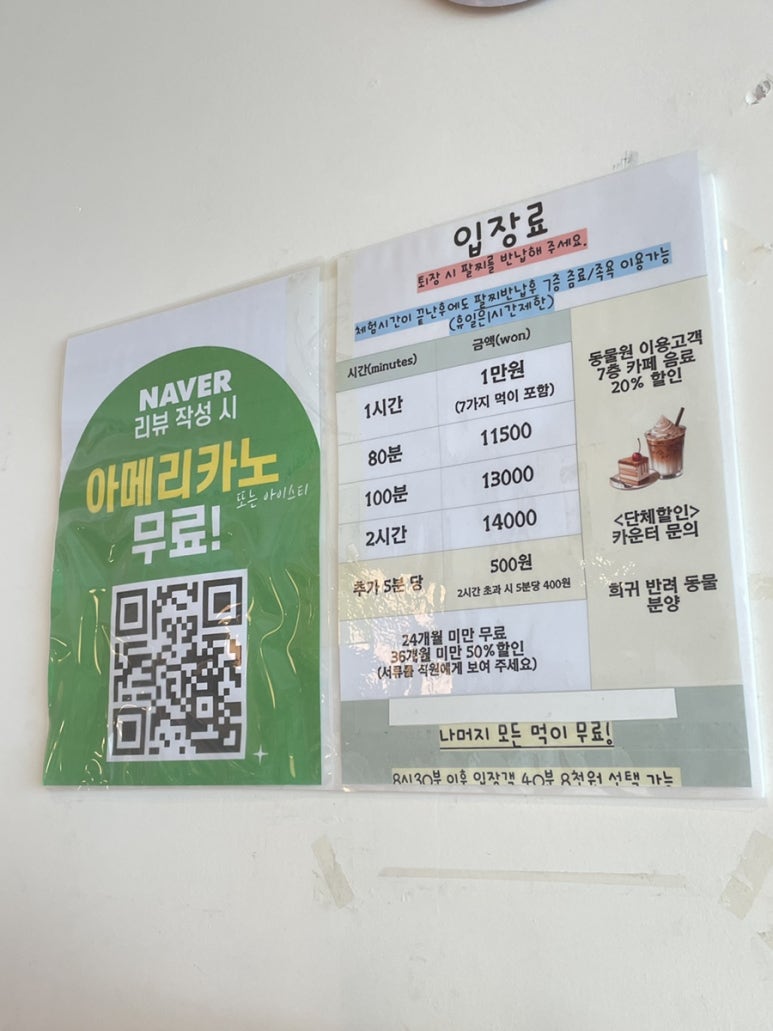 NAVER
리뷰 작성 시
아메리카노
또는 아이스티
무료!
입장료
퇴장 시 팔찌를 반납해 주세요.
체험시간이 끝난후에도 팔찌반납후 7층 음료/족욕 이용가능
(휴일은1시간제한)
시간(minutes) 금액(won)
1시간 1만원
(7가지 먹이 포함)
80분 11500
100분 13000
2시간 14000
추가 5분 당 500원
2시간 초과 시 5분당 400원
24개월 미만 무료
36개월 미만 50%할인
(서류를 직원에게 보여 주세요)
동물원 이용고객
7층 카페 음료
20% 할인
<단체할인>
카운터 문의
희귀 반려 동물
분양
나머지 모든 먹이 무료!
8시30분 이후 입장객 40분 8천원 선택 가능